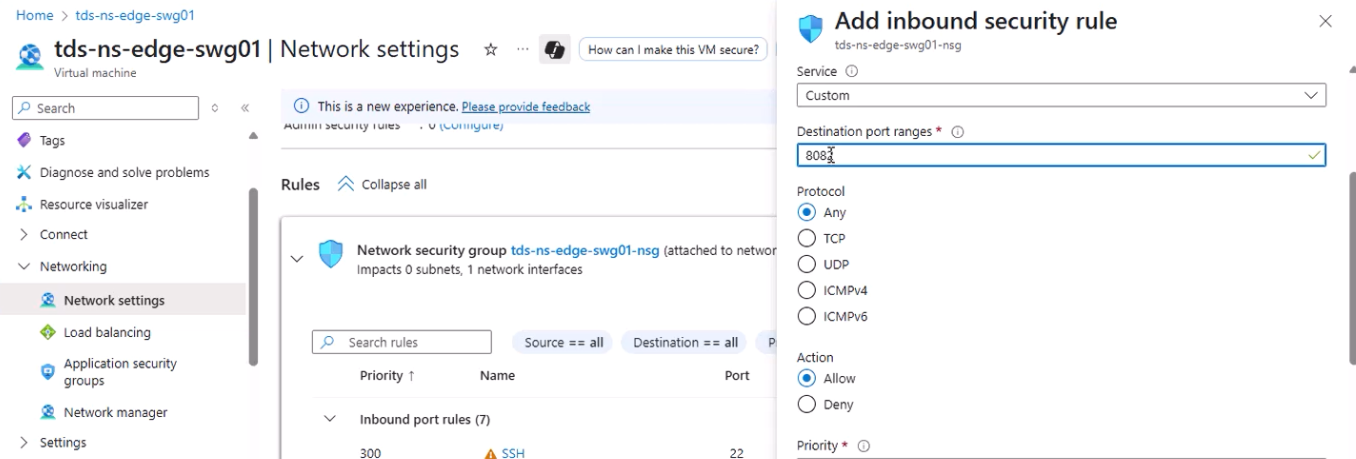 Home > tds-ns-edge-swg01
tds-ns-edge-swg01 | Network settings
Virtual machine
How can I make this VM secure?
Search
Tags
Diagnose and solve problems
Resource visualizer
Connect
Networking
Network settings
Load balancing
Application security groups
Network manager
Settings
This is a new experience. Please provide feedback
Admin security rules : 0 (Configure)
Rules
Collapse all
Network security group tds-ns-edge-swg01-nsg (attached to networ
Impacts 0 subnets, 1 network interfaces
Search rules
Source == all
Destination == all
P
Priority ↑ Name Port
Inbound port rules (7)
300 SSH 22
Add inbound security rule
tds-ns-edge-swg01-nsg
Service
Custom
Destination port ranges *
Protocol
Any
TCP
UDP
ICMPv4
ICMPv6
Action
Allow
Deny
Priority *